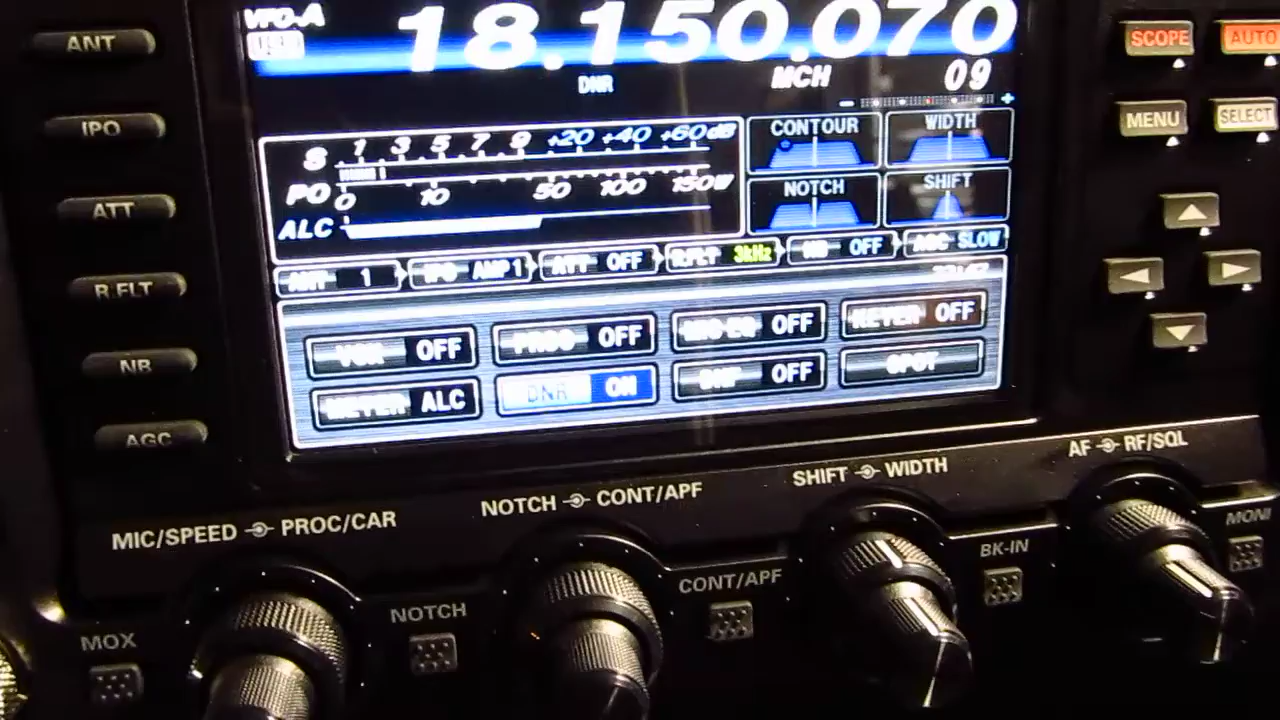 ANT
IPO
ATT
R.FLT
NB
AGC
VFO-A
USB
18.150.070
DNR
MCH 09
- +
S 1 3 5 7 9 +20 +40 +60dB
PO 0 10 50 100 150W
ALC
CONTOUR
WIDTH
NOTCH
SHIFT
ANT 1
IPO AMP1
ATT OFF
R.FLT 3kHz
NB OFF
AGC SLOW
OFF
PROC OFF
MIC EQ OFF
KEYER OFF
METER ALC
DNR ON
DNF OFF
SPOT
SCOPE
AUTO
MENU
SELECT
MIC/SPEED PROC/CAR
NOTCH CONT/APF
SHIFT WIDTH
AF RF/SQL
MOX
NOTCH
CONT/APF
BK-IN
MONI